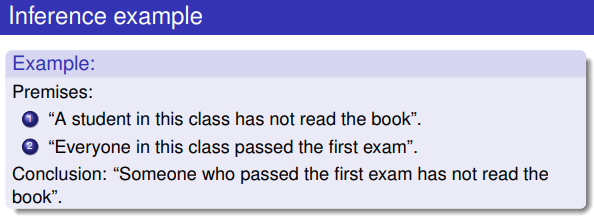 Inference example
Example:
Premises:
1 “A student in this class has not read the book”.
2 “Everyone in this class passed the first exam”.
Conclusion: “Someone who passed the first exam has not read the
book”.